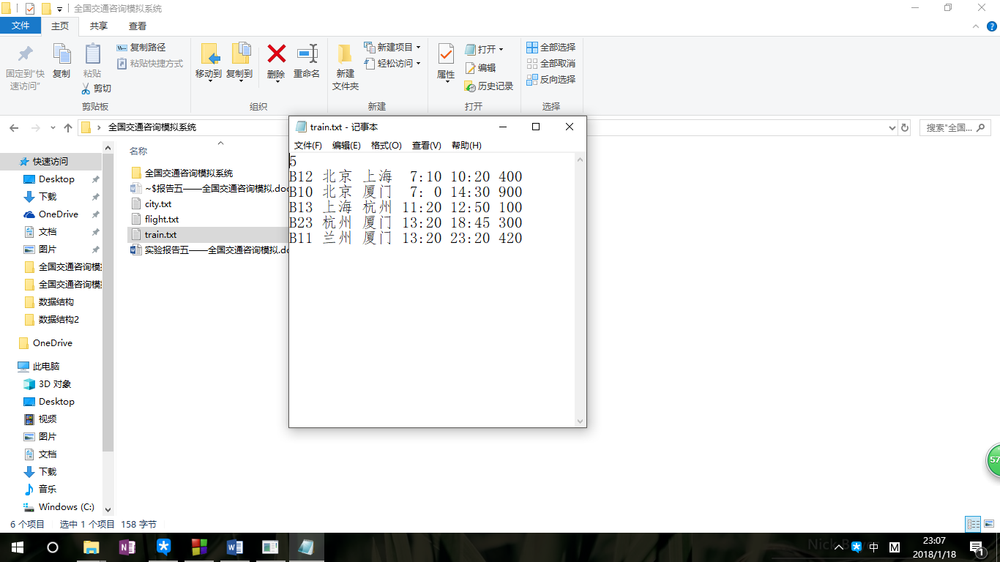 全国交通咨询模拟系统
文件 主页 共享 查看
固定到"快速访问"
复制
粘贴
复制路径
粘贴快捷方式
剪切
剪贴板
移动到 复制到 删除 重命名
组织
新建文件夹
新建项目
轻松访问
新建
属性
打开
编辑
历史记录
打开
全部选择
全部取消
反向选择
选择
全国交通咨询模拟系统
搜索"全国...
快速访问
Desktop
下载
OneDrive
文档
图片
全国交通咨询模
全国交通咨询模
数据结构
数据结构2
OneDrive
此电脑
3D 对象
Desktop
视频
图片
文档
下载
音乐
Windows (C:)
名称
全国交通咨询模拟系统
~$报告五——全国交通咨询模拟.doc
city.txt
flight.txt
train.txt
实验报告五——全国交通咨询模拟.do
train.txt - 记事本
文件(F) 编辑(E) 格式(O) 查看(V) 帮助(H)
5
B12 北京 上海  7:10 10:20 400
B10 北京 厦门  7: 0 14:30 900
B13 上海 杭州 11:20 12:50 100
B23 杭州 厦门 13:20 18:45 300
B11 兰州 厦门 13:20 23:20 420
57
6 个项目 选中 1 个项目 158 字节
中 M
23:07
2018/1/18
1